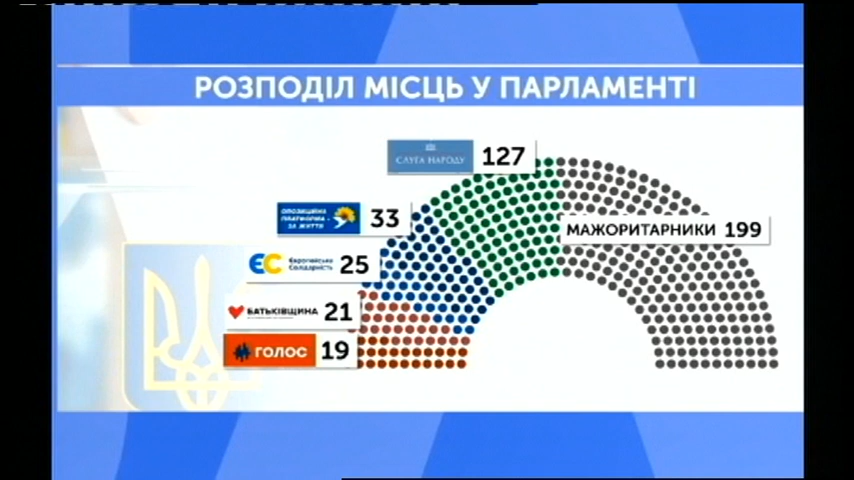 РОЗПОДІЛ МІСЦЬ У ПАРЛАМЕНТІ
СЛУГА НАРОДУ 127
ОПОЗИЦІЙНА
ПЛАТФОРМА -
ЗА ЖИТТЯ
33
МАЖОРИТАРНИКИ 199
ЄС Європейська
Солідарність
25
БАТЬКІВЩИНА 21
ГОЛОС 19